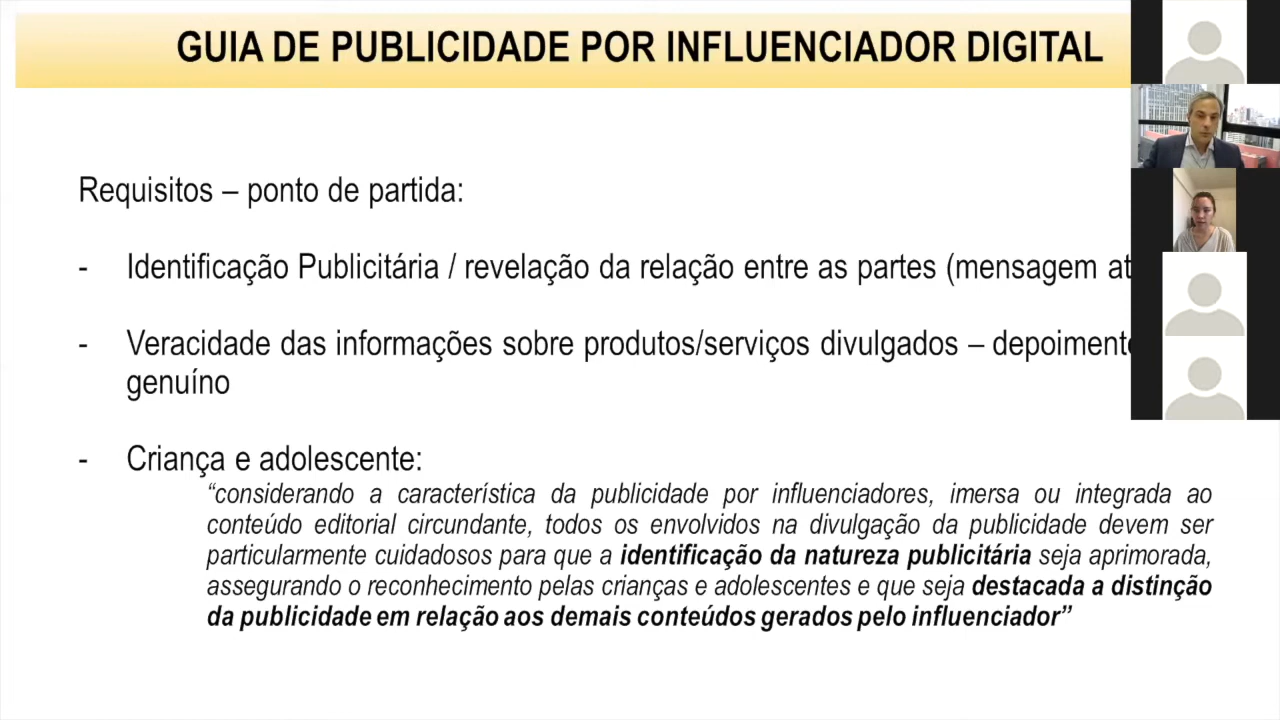 GUIA DE PUBLICIDADE POR INFLUENCIADOR DIGITAL
Requisitos – ponto de partida:
- Identificação Publicitária / revelação da relação entre as partes (mensagem
- Veracidade das informações sobre produtos/serviços divulgados –
genuíno
- Criança e adolescente:
“considerando a característica da publicidade por influenciadores, imersa ou integrada ao
conteúdo editorial circundante, todos os envolvidos na divulgação da publicidade devem ser
particularmente cuidadosos para que a identificação da natureza publicitária seja aprimorada,
assegurando o reconhecimento pelas crianças e adolescentes e que seja destacada a distinção
da publicidade em relação aos demais conteúdos gerados pelo influenciador”